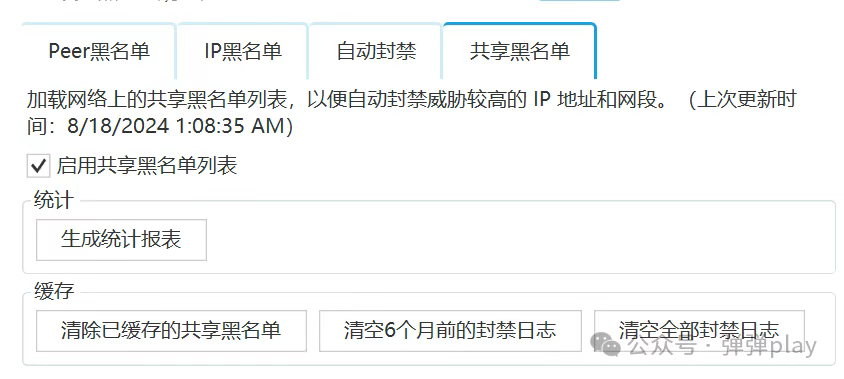 Peer黑名单 IP黑名单 自动封禁 共享黑名单
加载网络上的共享黑名单列表，以便自动封禁威胁较高的 IP 地址和网段。（上次更新时
间：8/18/2024 1:08:35 AM）
启用共享黑名单列表
统计
生成统计报表
缓存
清除已缓存的共享黑名单 清空6个月前的封禁日志 清空全部封禁日志
公众号 · 弹弹play